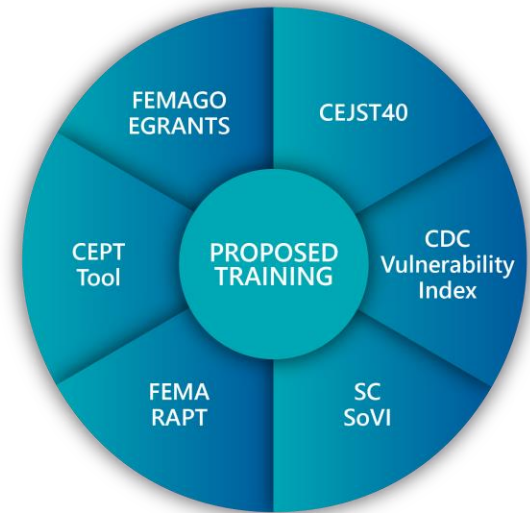 FEMAGO
EGRANTS
CEJST40
CEPT
Tool
PROPOSED
TRAINING
CDC
Vulnerability
Index
FEMA
RAPT
SC
SoVI